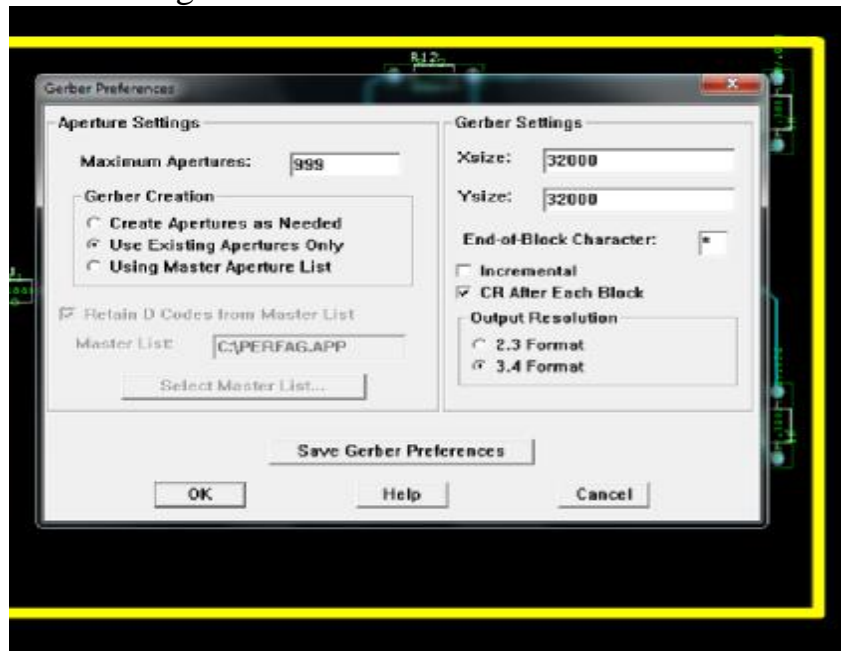 R12
Gerber Preferences
Aperture Settings
Maximum Apertures: 999
Gerber Creation
Create Apertures as Needed
Use Existing Apertures Only
Using Master Aperture List
Retain D Codes from Master List
Master List: C:\PERFAG.APP
Select Master List...
Gerber Settings
Xsize: 32000
Ysize: 32000
End-of-Block Character: *
Incremental
CR After Each Block
Output Resolution
2.3 Format
3.4 Format
Save Gerber Preferences
OK Help Cancel